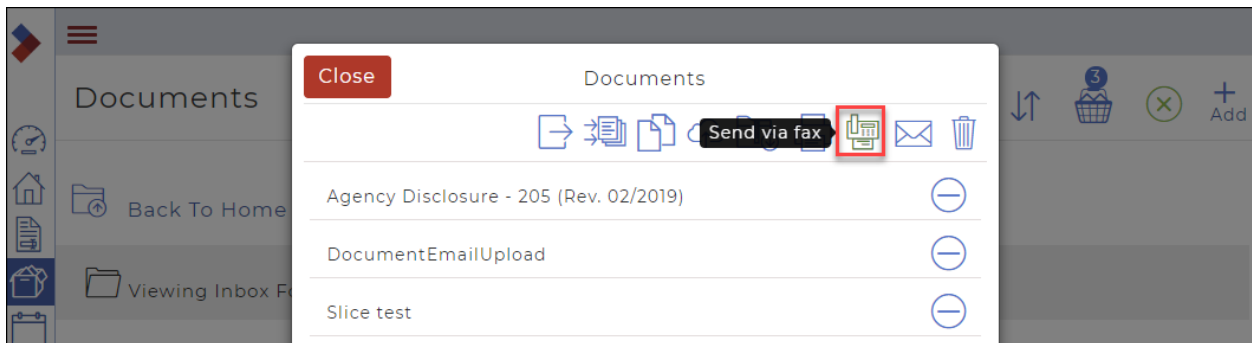 Close
Documents
3
Documents
Add
Send via fax
Agency Disclosure - 205 (Rev. 02/2019)
Back To Home
DocumentEmailUpload
Viewing Inbox
Slice test